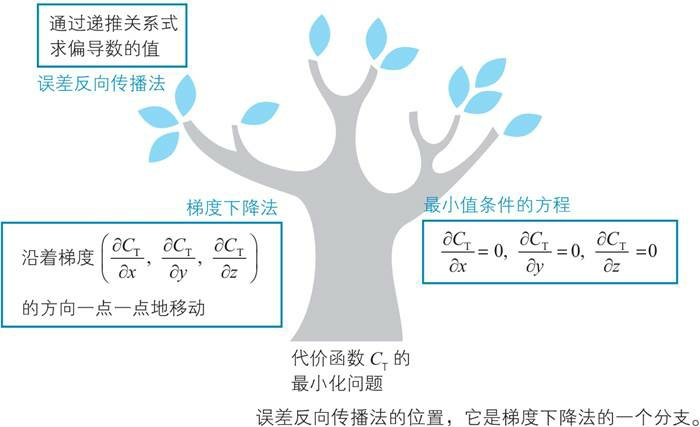 通过递推关系式
求偏导数的值
误差反向传播法
梯度下降法
沿着梯度 (∂C_T/∂x, ∂C_T/∂y, ∂C_T/∂z)
的方向一点一点地移动
最小值条件的方程
∂C_T/∂x = 0, ∂C_T/∂y = 0, ∂C_T/∂z = 0
代价函数 C_T 的
最小化问题
误差反向传播法的位置，它是梯度下降法的一个分支。